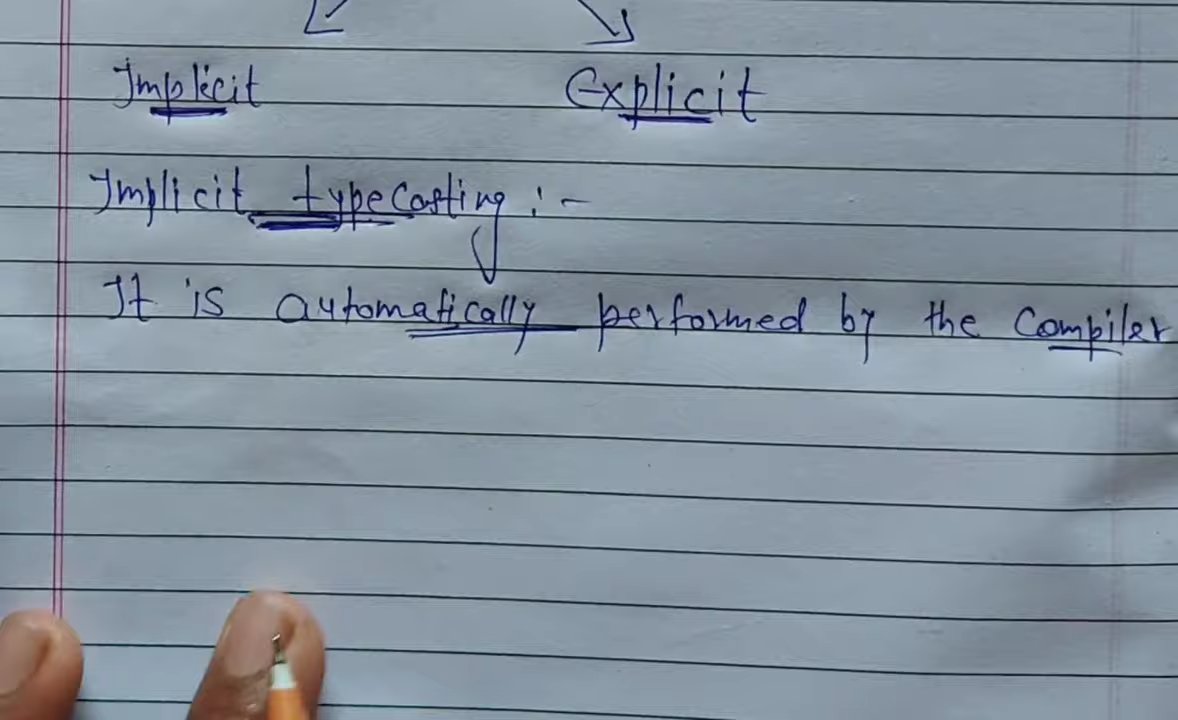 Implicit Explicit
Implicit typecasting :-
It is automatically performed by the Compiler